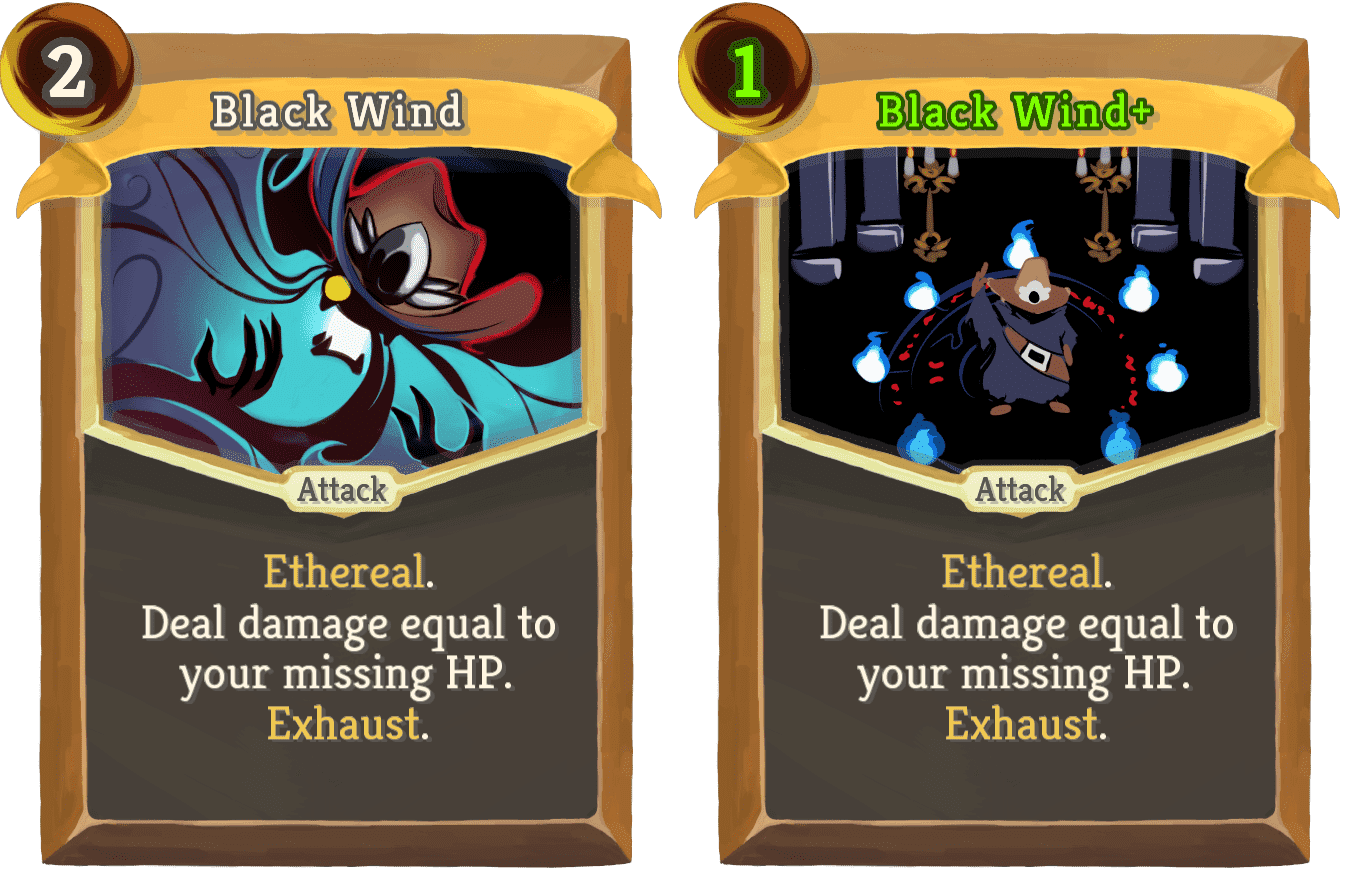 2
Black Wind
Attack
Ethereal.
Deal damage equal to
your missing HP.
Exhaust.
1
Black Wind+
Attack
Ethereal.
Deal damage equal to
your missing HP.
Exhaust.